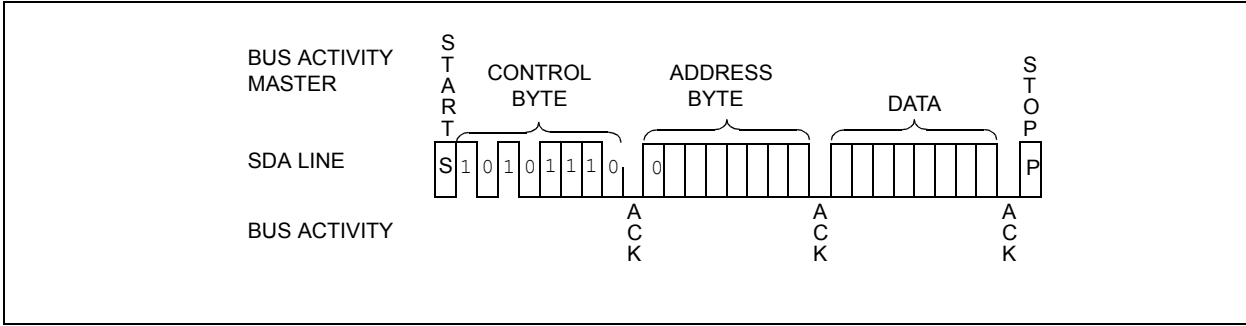 BUS ACTIVITY
MASTER
START
CONTROL
BYTE
ADDRESS
BYTE
DATA
STOP
SDA LINE
S 1 0 1 0 1 1 1 0 0 P
BUS ACTIVITY
ACK
ACK
ACK